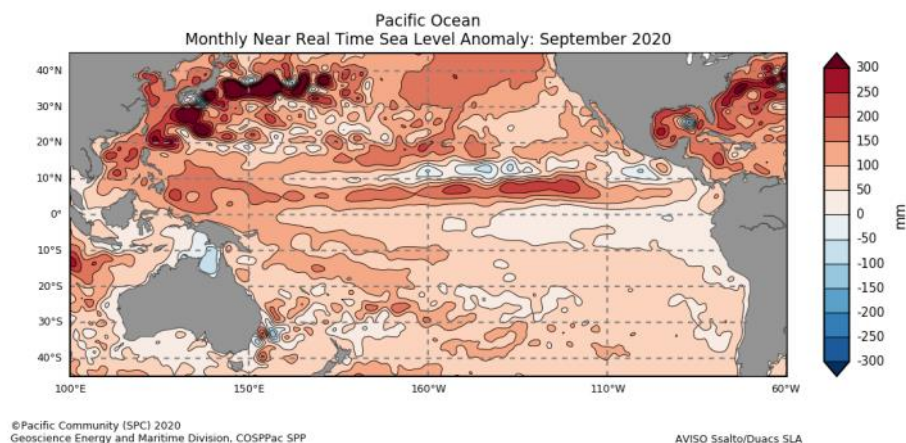 Pacific Ocean
Monthly Near Real Time Sea Level Anomaly: September 2020
40°N
30°N
20°N
10°N
0°
10°S
20°S
30°S
40°S
100°E
150°E
160°W
110°W
60°W
300
250
200
150
100
50
0
-50
-100
-150
-200
-250
-300
mm
©Pacific Community (SPC) 2020
Geoscience Energy and Maritime Division, COSPPac SPP
AVISO Ssalto/Duacs SLA